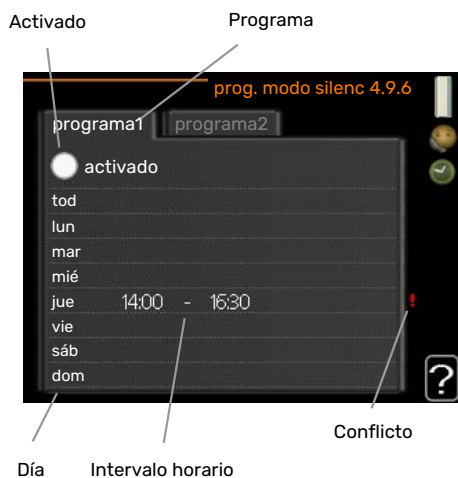 Activado
Programa
prog. modo silenc 4.9.6
programa1
programa2
activado
tod
lun
mar
mié
jue 14:00 - 16:30
vie
sáb
dom
!
?
Conflicto
Día
Intervalo horario